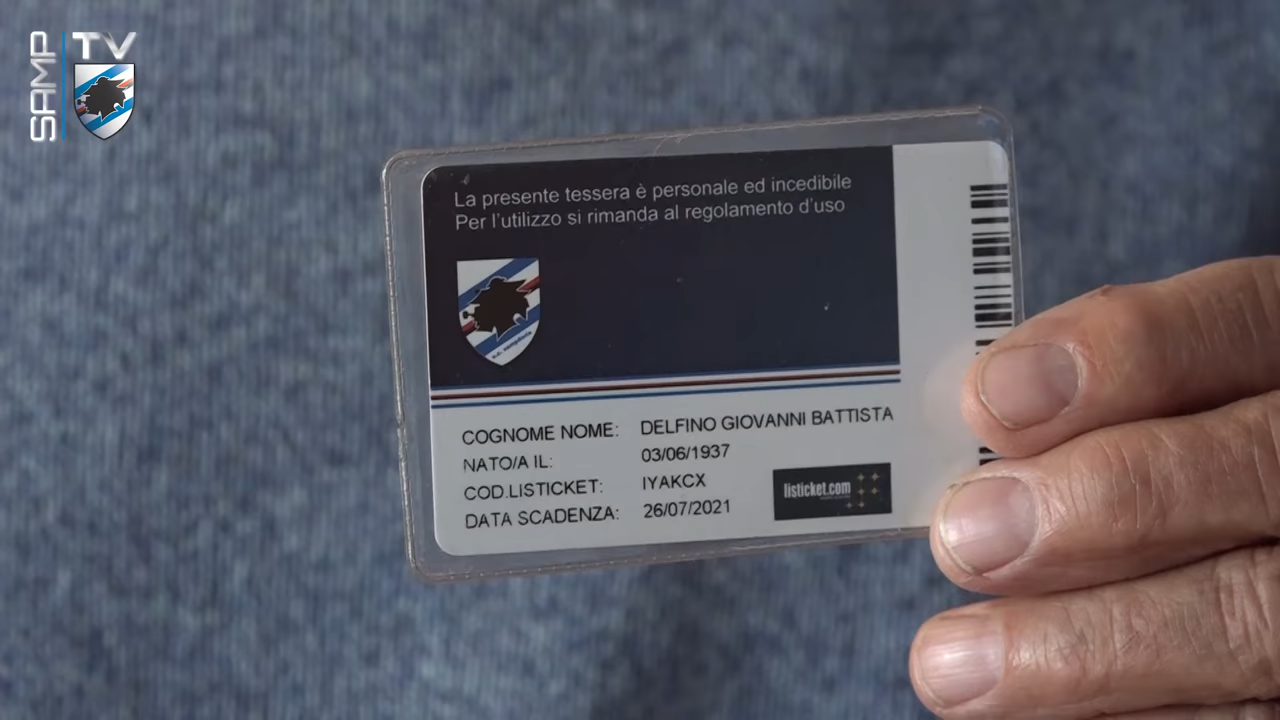 SAMP
TV
La presente tessera è personale ed incedibile
Per l'utilizzo si rimanda al regolamento d'uso
u.c. sampdoria
COGNOME NOME: DELFINO GIOVANNI BATTISTA
NATO/A IL: 03/06/1937
COD.LISTICKET: IYAKCX
DATA SCADENZA: 26/07/2021
listicket.com